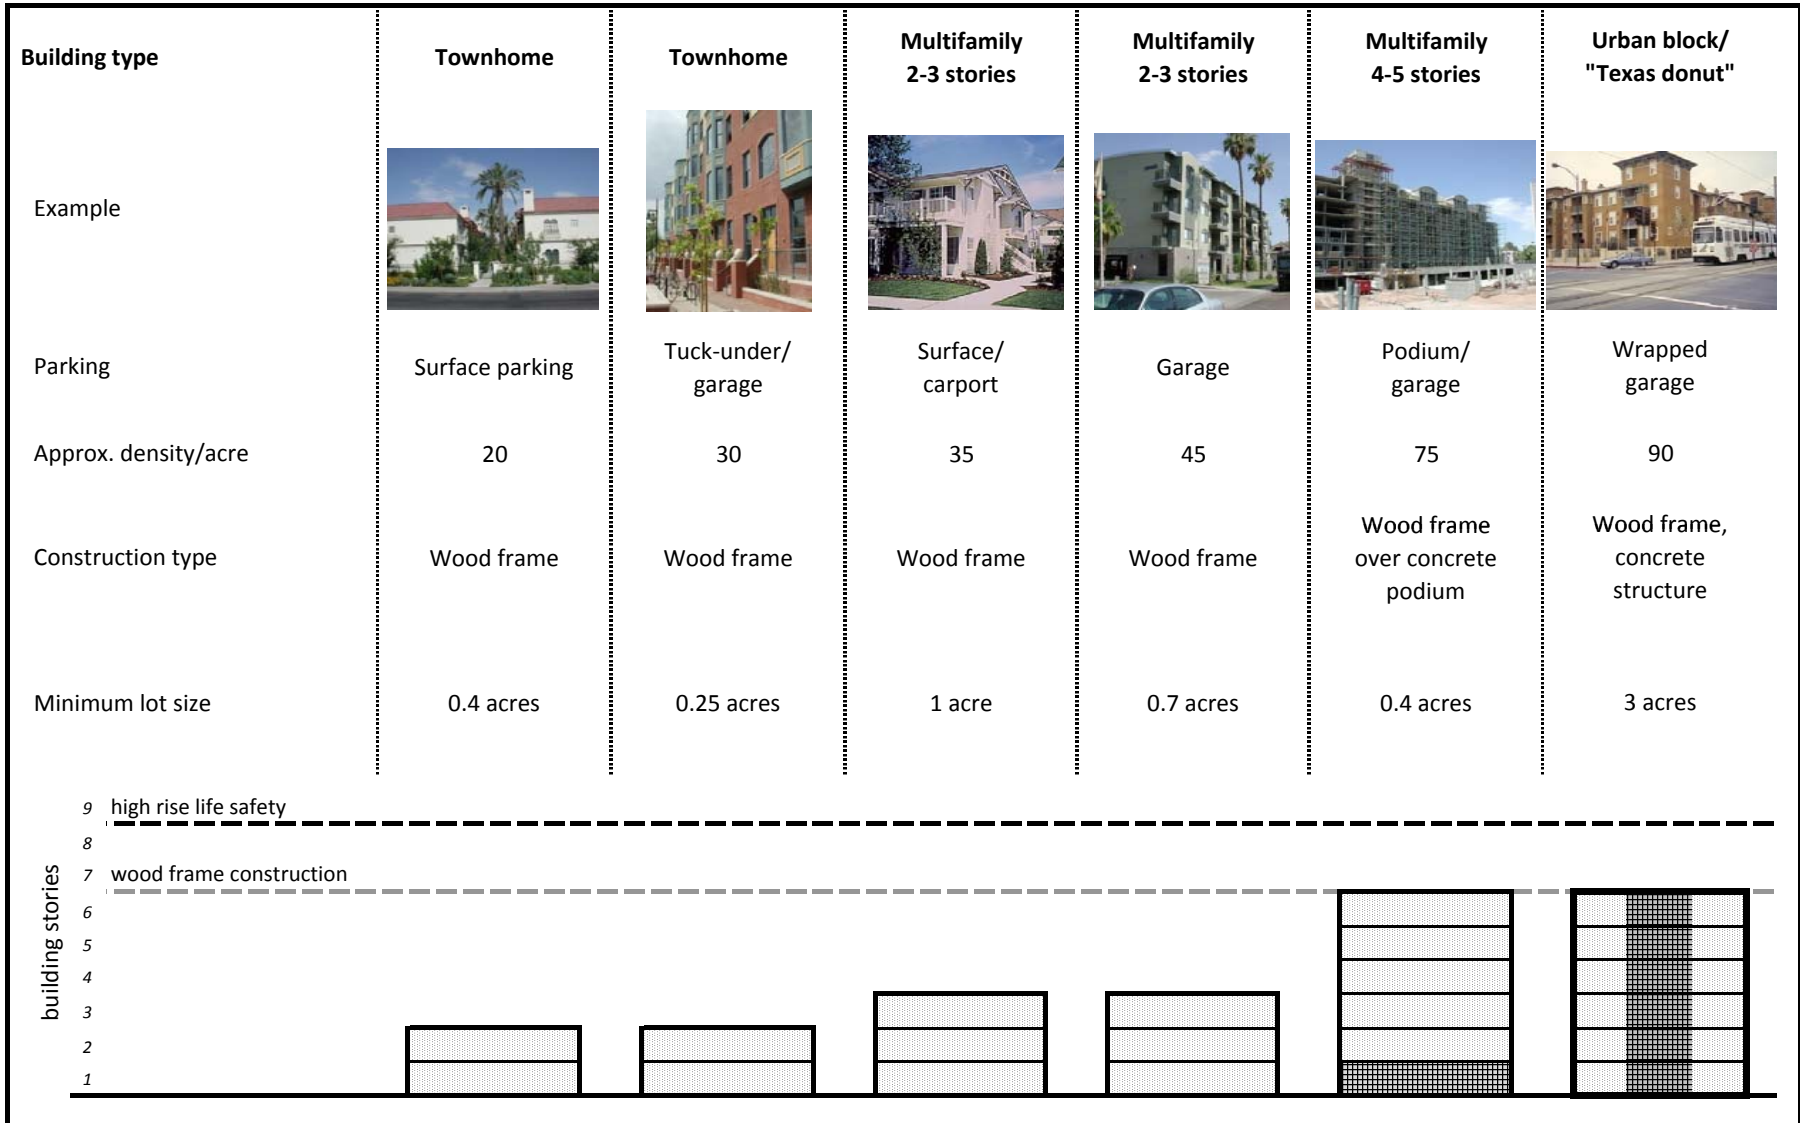 Building type
Townhome
Townhome
Multifamily
2-3 stories
Multifamily
2-3 stories
Multifamily
4-5 stories
Urban block/
"Texas donut"
Example
Parking
Surface parking
Tuck-under/
garage
Surface/
carport
Garage
Podium/
garage
Wrapped
garage
Approx. density/acre
20
30
35
45
75
90
Construction type
Wood frame
Wood frame
Wood frame
Wood frame
Wood frame
over concrete
podium
Wood frame,
concrete
structure
Minimum lot size
0.4 acres
0.25 acres
1 acre
0.7 acres
0.4 acres
3 acres
building stories
9 high rise life safety
8
7 wood frame construction
6
5
4
3
2
1